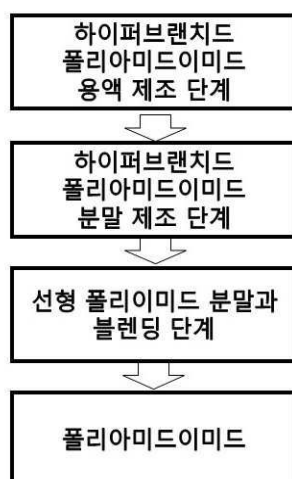 하이퍼브랜치드
폴리아미드이미드
용액 제조 단계
하이퍼브랜치드
폴리아미드이미드
분말 제조 단계
선형 폴리이미드 분말과
블렌딩 단계
폴리아미드이미드